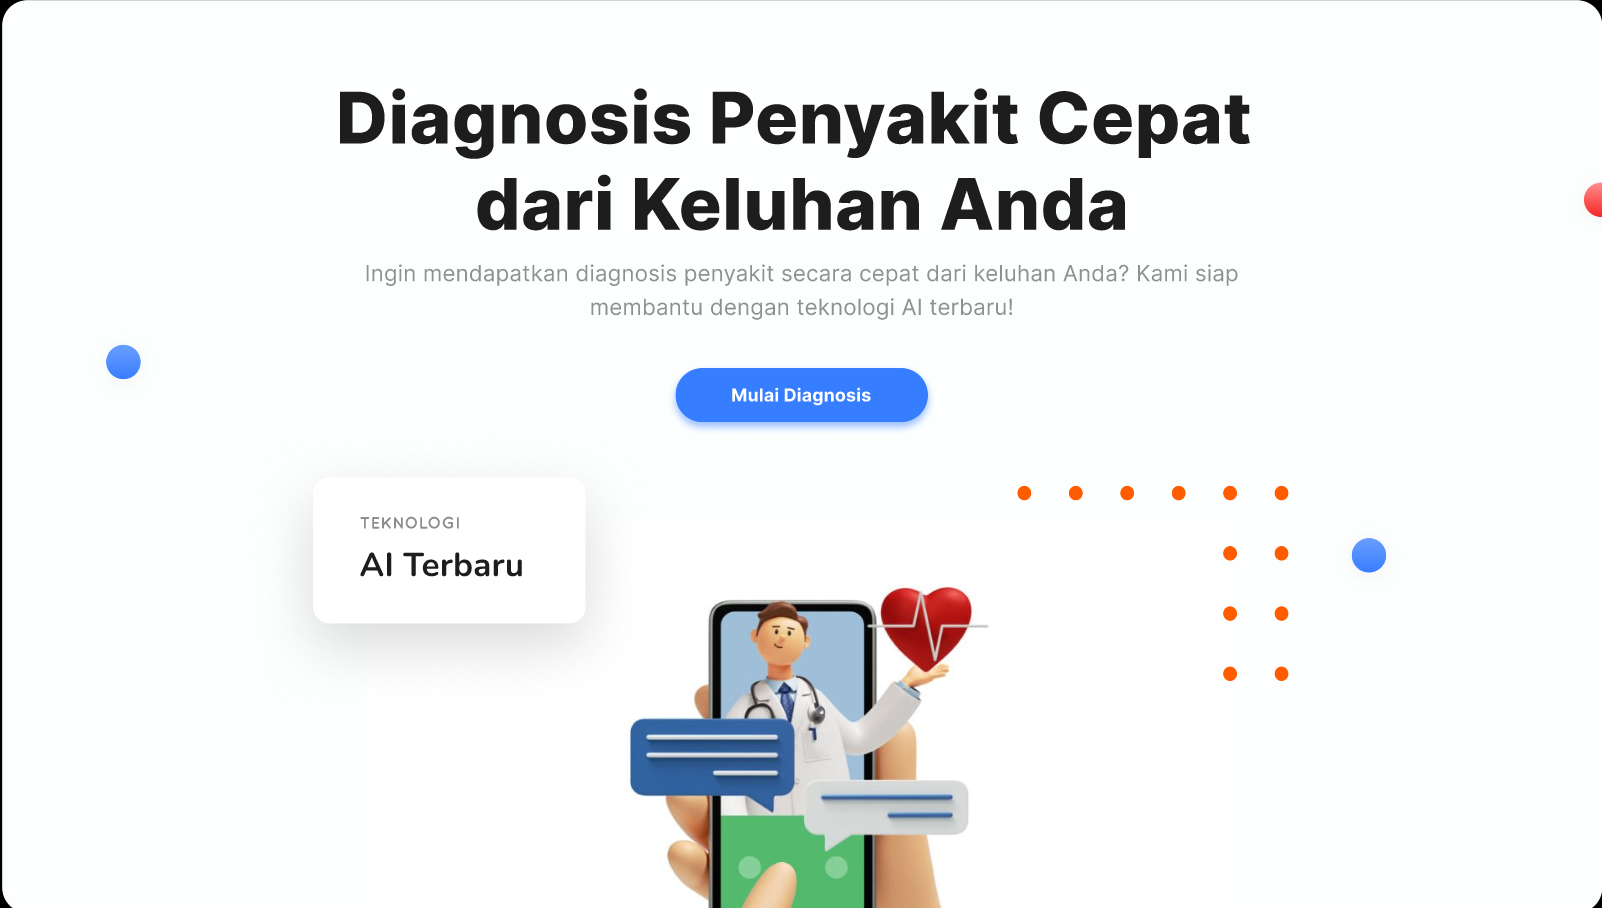 Diagnosis Penyakit Cepat
dari Keluhan Anda
Ingin mendapatkan diagnosis penyakit secara cepat dari keluhan Anda? Kami siap
membantu dengan teknologi AI terbaru!
Mulai Diagnosis
TEKNOLOGI
AI Terbaru